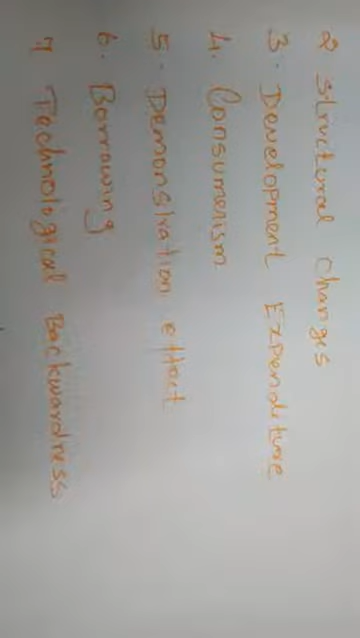 2 Structural Changes
3. Development Expenditure
4. Consumerism
5. Demonstration effect
6. Borrowing
7 Technological Backwardness